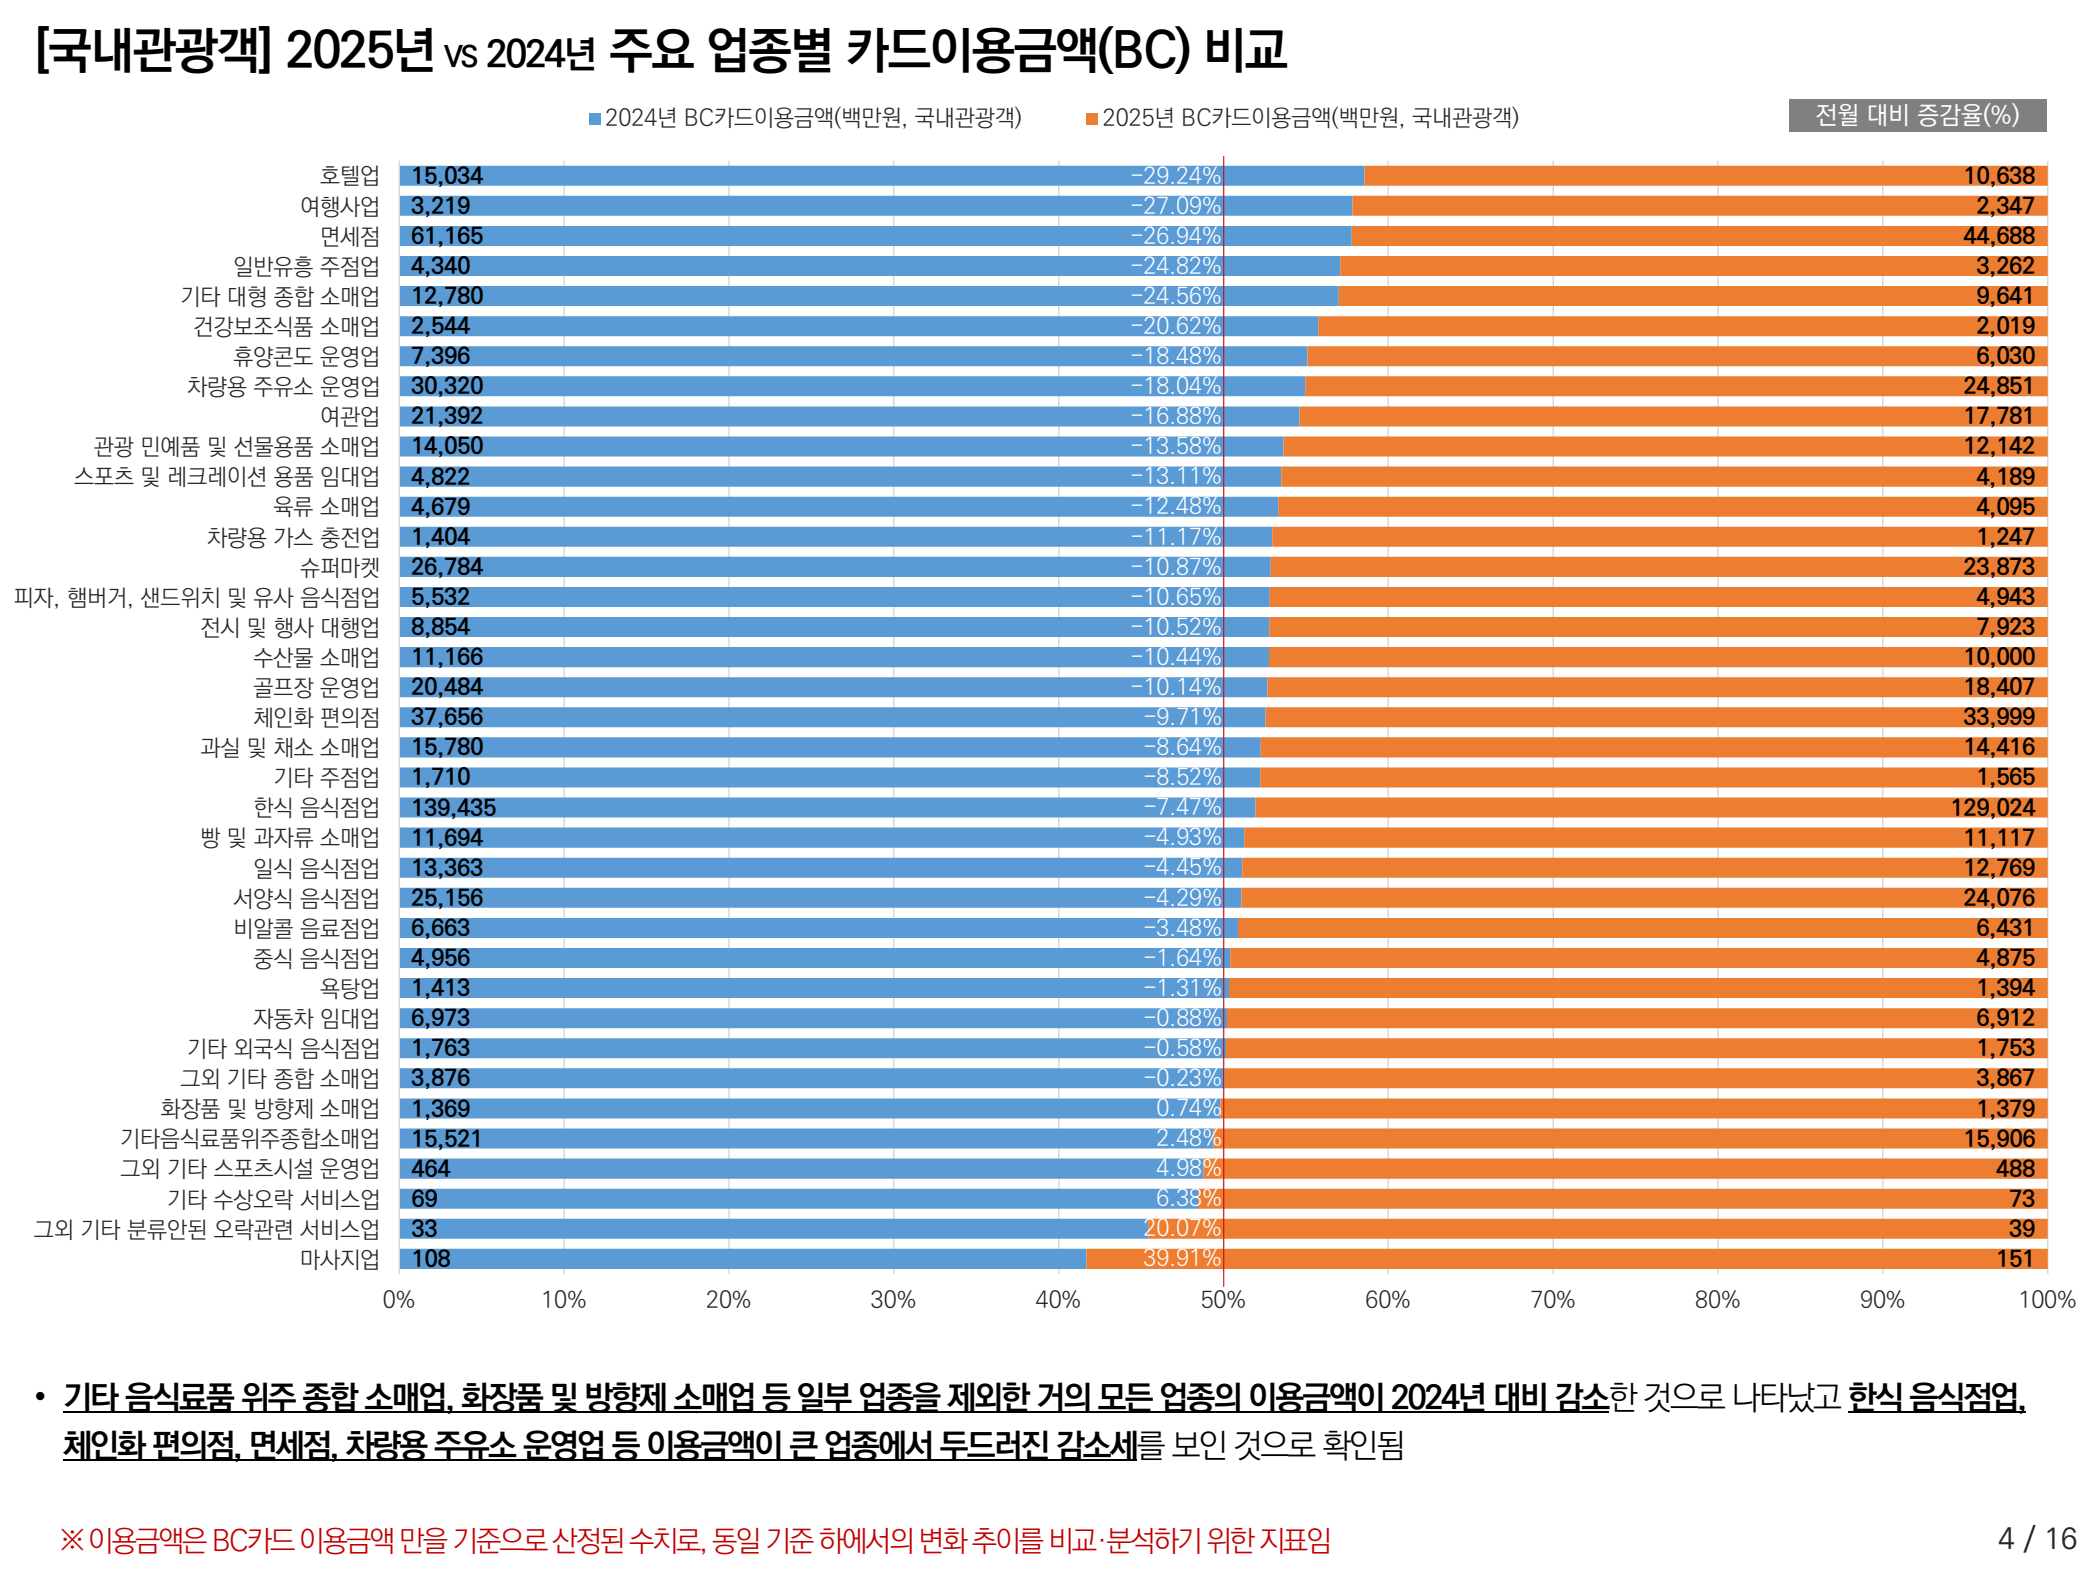 [국내관광객] 2025년 vs 2024년 주요 업종별 카드이용금액(BC) 비교
2024년 BC카드이용금액(백만원, 국내관광객) 2025년 BC카드이용금액(백만원, 국내관광객) 전월 대비 증감율(%)
호텔업 15,034 -29.24% 10,638
여행사업 3,219 -27.09% 2,347
면세점 61,165 -26.94% 44,688
일반유흥 주점업 4,340 -24.82% 3,262
기타 대형 종합 소매업 12,780 -24.56% 9,641
건강보조식품 소매업 2,544 -20.62% 2,019
휴양콘도 운영업 7,396 -18.48% 6,030
차량용 주유소 운영업 30,320 -18.04% 24,851
여관업 21,392 -16.88% 17,781
관광 민예품 및 선물용품 소매업 14,050 -13.58% 12,142
스포츠 및 레크레이션 용품 임대업 4,822 -13.11% 4,189
육류 소매업 4,679 -12.48% 4,095
차량용 가스 충전업 1,404 -11.17% 1,247
슈퍼마켓 26,784 -10.87% 23,873
피자, 햄버거, 샌드위치 및 유사 음식점업 5,532 -10.65% 4,943
전시 및 행사 대행업 8,854 -10.52% 7,923
수산물 소매업 11,166 -10.44% 10,000
골프장 운영업 20,484 -10.14% 18,407
체인화 편의점 37,656 -9.71% 33,999
과실 및 채소 소매업 15,780 -8.64% 14,416
기타 주점업 1,710 -8.52% 1,565
한식 음식점업 139,435 -7.47% 129,024
빵 및 과자류 소매업 11,694 -4.93% 11,117
일식 음식점업 13,363 -4.45% 12,769
서양식 음식점업 25,156 -4.29% 24,076
비알콜 음료점업 6,663 -3.48% 6,431
중식 음식점업 4,956 -1.64% 4,875
욕탕업 1,413 -1.31% 1,394
자동차 임대업 6,973 -0.88% 6,912
기타 외국식 음식점업 1,763 -0.58% 1,753
그외 기타 종합 소매업 3,876 -0.23% 3,867
화장품 및 방향제 소매업 1,369 0.74% 1,379
기타음식료품위주종합소매업 15,521 2.48% 15,906
그외 기타 스포츠시설 운영업 464 4.98% 488
기타 수상오락 서비스업 69 6.38% 73
그외 기타 분류안된 오락관련 서비스업 33 20.07% 39
마사지업 108 39.91% 151
0% 10% 20% 30% 40% 50% 60% 70% 80% 90% 100%
• 기타 음식료품 위주 종합 소매업, 화장품 및 방향제 소매업 등 일부 업종을 제외한 거의 모든 업종의 이용금액이 2024년 대비 감소한 것으로 나타났고 한식 음식점업,
체인화 편의점, 면세점, 차량용 주유소 운영업 등 이용금액이 큰 업종에서 두드러진 감소세를 보인 것으로 확인됨
※ 이용금액은 BC카드 이용금액 만을 기준으로 산정된 수치로, 동일 기준 하에서의 변화 추이를 비교·분석하기 위한 지표임
4 / 16